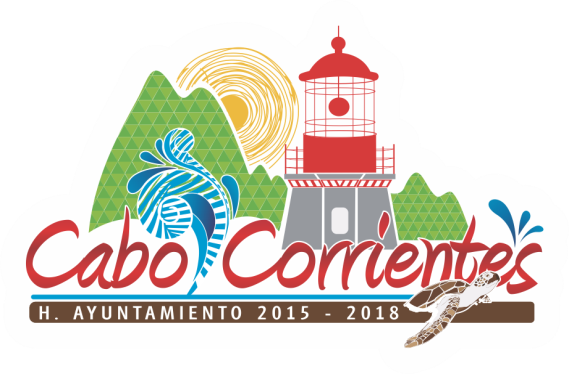 Cabo Corrientes
H. AYUNTAMIENTO 2015 - 2018